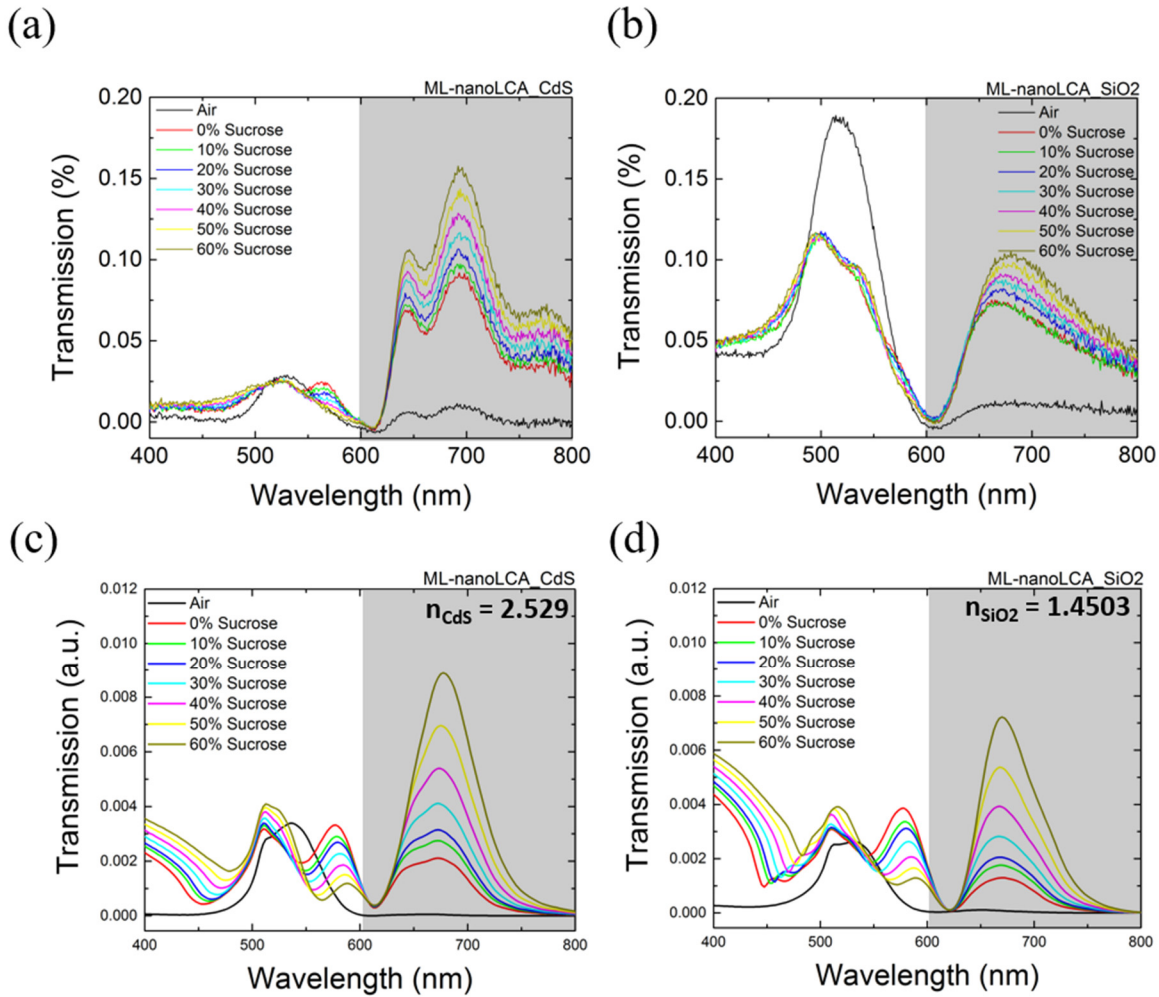 (a)
ML-nanoLCA_CdS
Air
0% Sucrose
10% Sucrose
20% Sucrose
30% Sucrose
40% Sucrose
50% Sucrose
60% Sucrose
Transmission (%)
0.20
0.15
0.10
0.05
0.00
400 500 600 700 800
Wavelength (nm)
(b)
ML-nanoLCA_SiO2
Air
0% Sucrose
10% Sucrose
20% Sucrose
30% Sucrose
40% Sucrose
50% Sucrose
60% Sucrose
Transmission (%)
0.20
0.15
0.10
0.05
0.00
400 500 600 700 800
Wavelength (nm)
(c)
ML-nanoLCA_CdS
n_CdS = 2.529
Air
0% Sucrose
10% Sucrose
20% Sucrose
30% Sucrose
40% Sucrose
50% Sucrose
60% Sucrose
Transmission (a.u.)
0.012
0.010
0.008
0.006
0.004
0.002
0.000
400 500 600 700 800
Wavelength (nm)
(d)
ML-nanoLCA_SiO2
n_SiO2 = 1.4503
Air
0% Sucrose
10% Sucrose
20% Sucrose
30% Sucrose
40% Sucrose
50% Sucrose
60% Sucrose
Transmission (a.u.)
0.012
0.010
0.008
0.006
0.004
0.002
0.000
400 500 600 700 800
Wavelength (nm)